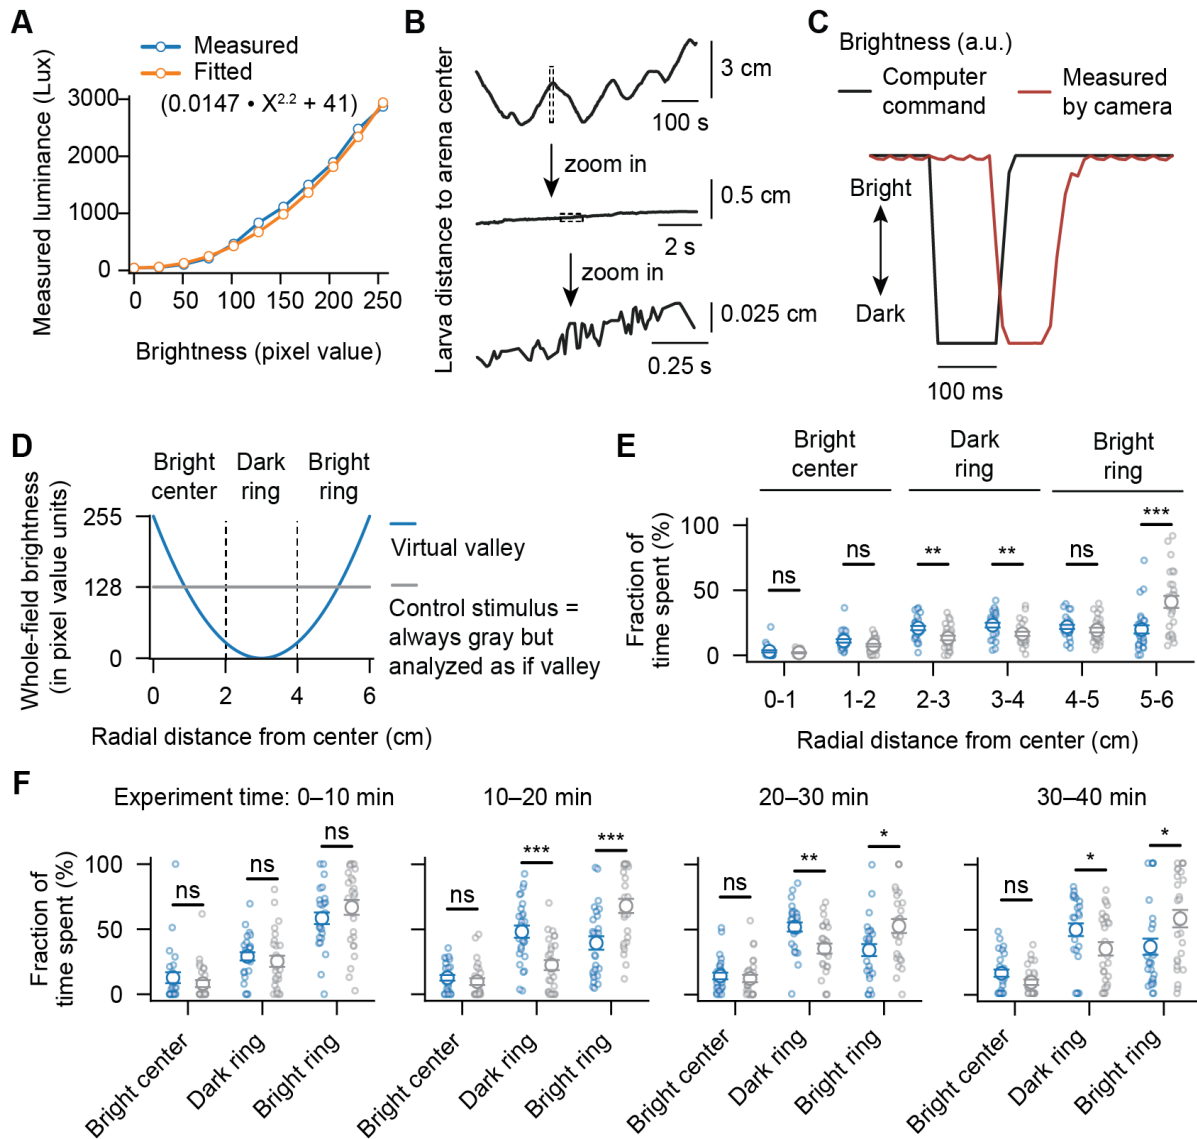 A
Measured
Fitted
(0.0147 • X2.2 + 41)
Measured luminance (Lux)
3000
2000
1000
0
0 50 100 150 200 250
Brightness (pixel value)
B
Larva distance to arena center
3 cm
100 s
zoom in
0.5 cm
2 s
zoom in
0.025 cm
0.25 s
C
Brightness (a.u.)
Computer
command
Measured
by camera
Bright
Dark
100 ms
D
Whole-field brightness
(in pixel value units)
Bright
center
Dark
ring
Bright
ring
255
128
0
0 2 4 6
Radial distance from center (cm)
Virtual valley
Control stimulus =
always gray but
analyzed as if valley
E
Bright
center
Dark
ring
Bright
ring
Fraction of
time spent (%)
100
50
0
ns
ns
**
**
ns
***
0-1 1-2 2-3 3-4 4-5 5-6
Radial distance from center (cm)
F
Experiment time: 0–10 min
10–20 min
20–30 min
30–40 min
Fraction of
time spent (%)
100
50
0
ns
ns
ns
ns
***
***
ns
**
*
ns
*
*
Bright center
Dark ring
Bright ring
Bright center
Dark ring
Bright ring
Bright center
Dark ring
Bright ring
Bright center
Dark ring
Bright ring